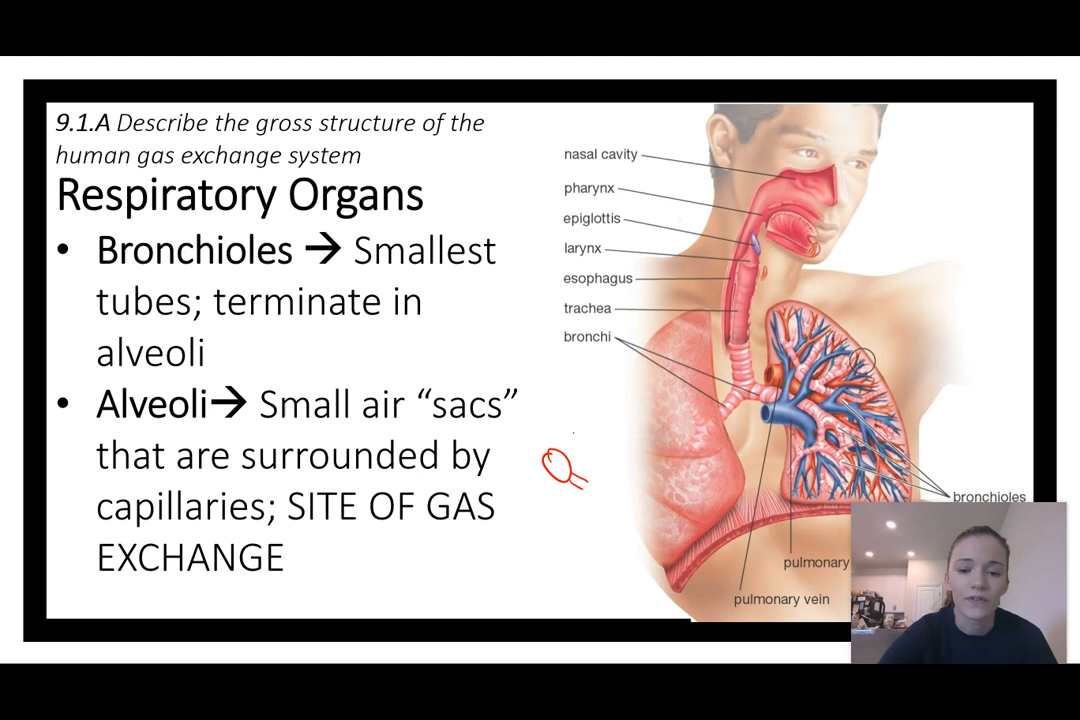 9.1.A Describe the gross structure of the
human gas exchange system
Respiratory Organs
• Bronchioles → Smallest
tubes; terminate in
alveoli
• Alveoli→ Small air “sacs”
that are surrounded by
capillaries; SITE OF GAS
EXCHANGE
nasal cavity
pharynx
epiglottis
larynx
esophagus
trachea
bronchi
bronchioles
pulmonary
pulmonary vein